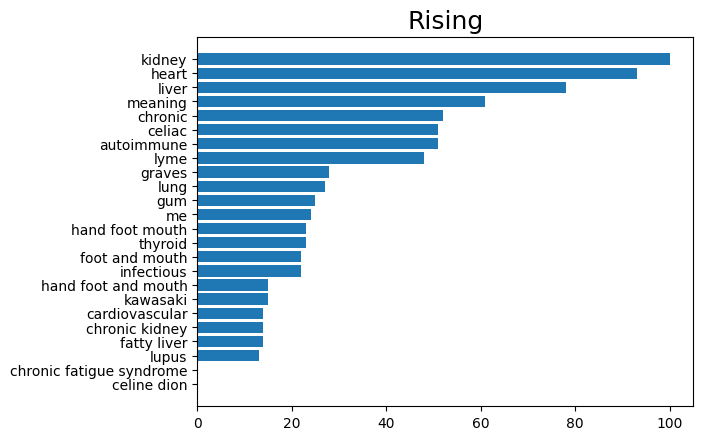 Rising
kidney
heart
liver
meaning
chronic
celiac
autoimmune
lyme
graves
lung
gum
me
hand foot mouth
thyroid
foot and mouth
infectious
hand foot and mouth
kawasaki
cardiovascular
chronic kidney
fatty liver
lupus
chronic fatigue syndrome
celine dion
0 20 40 60 80 100